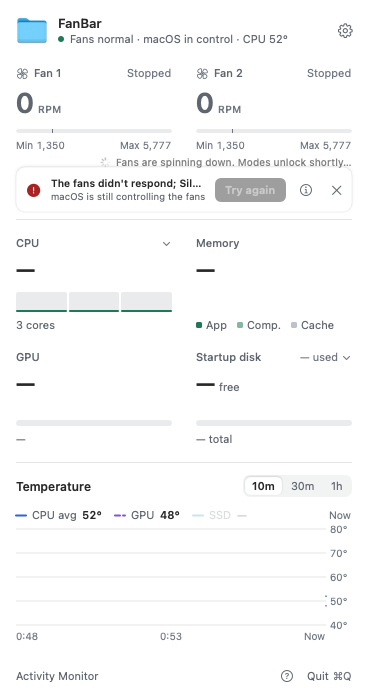 FanBar
Fans normal · macOS in control · CPU 52°
Fan 1 Stopped
0 RPM
Min 1,350 Max 5,777
Fan 2 Stopped
0 RPM
Min 1,350 Max 5,777
Fans are spinning down. Modes unlock shortly...
The fans didn't respond; Sil...
macOS is still controlling the fans
Try again
CPU
—
3 cores
Memory
—
App Comp. Cache
GPU
—
—
Startup disk — used
— free
— total
Temperature 10m 30m 1h
CPU avg 52° GPU 48° SSD — Now
80°
70°
60°
50°
40°
0:48 0:53 Now
Activity Monitor Quit ⌘Q